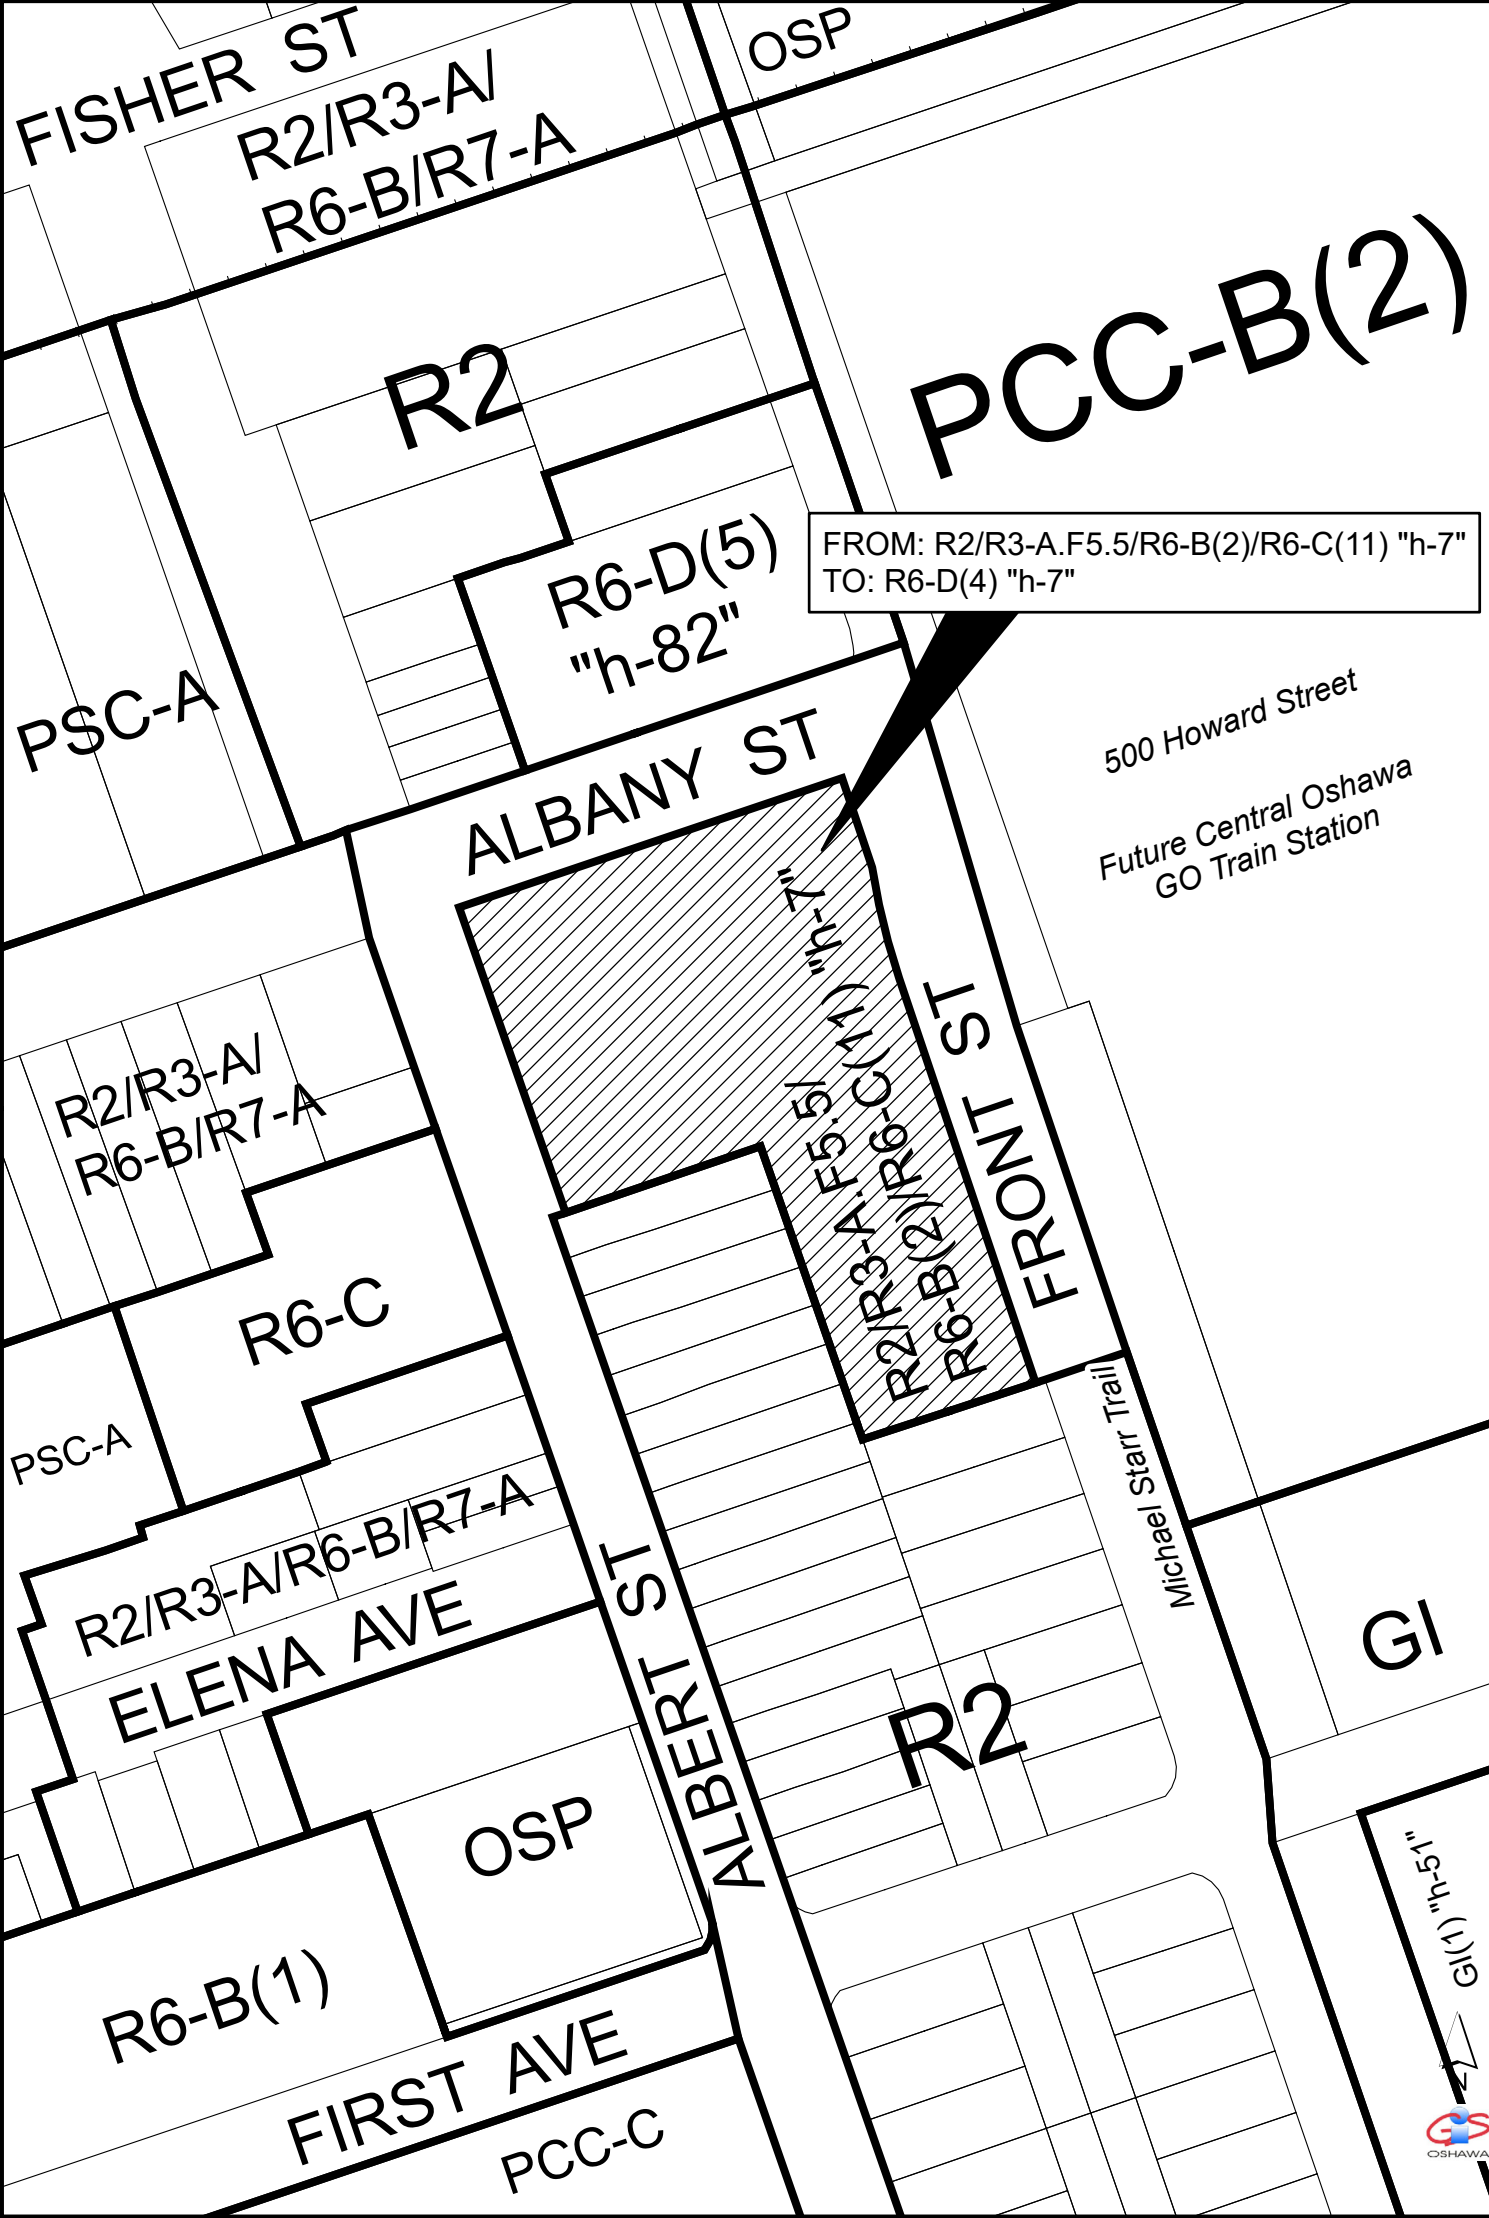 FISHER ST
OSP
R2/R3-A/
R6-B/R7-A
PCC-B(2)
R2
FROM: R2/R3-A.F5.5/R6-B(2)/R6-C(11) "h-7"
TO: R6-D(4) "h-7"
R6-D(5)
"h-82"
PSC-A
500 Howard Street
Future Central Oshawa
GO Train Station
ALBANY ST
R2/R3-A.F5.5/
R6-B(2)/R6-C(11) "h-7"
FRONT ST
R2/R3-A/
R6-B/R7-A
R6-C
PSC-A
Michael Starr Trail
R2/R3-A/R6-B/R7-A
ELENA AVE
ALBERT ST
GI
R2
OSP
GI(1) "h-51"
R6-B(1)
FIRST AVE
PCC-C
N
GiS
OSHAWA